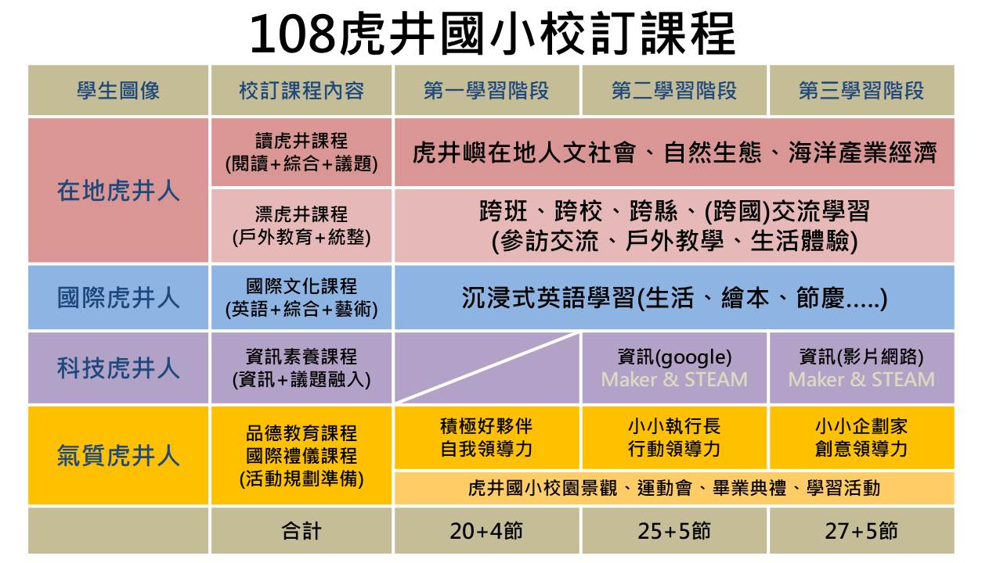 108虎井國小校訂課程
學生圖像
校訂課程內容
第一學習階段
第二學習階段
第三學習階段
在地虎井人
讀虎井課程
(閱讀+綜合+議題)
虎井嶼在地人文社會、自然生態、海洋產業經濟
漂虎井課程
(戶外教育+統整)
跨班、跨校、跨縣、(跨國)交流學習
(參訪交流、戶外教學、生活體驗)
國際虎井人
國際文化課程
(英語+綜合+藝術)
沉浸式英語學習(生活、繪本、節慶.....)
科技虎井人
資訊素養課程
(資訊+議題融入)
資訊(google)
Maker & STEAM
資訊(影片網路)
Maker & STEAM
氣質虎井人
品德教育課程
國際禮儀課程
(活動規劃準備)
積極好夥伴
自我領導力
小小執行長
行動領導力
小小企劃家
創意領導力
虎井國小校園景觀、運動會、畢業典禮、學習活動
合計
20+4節
25+5節
27+5節